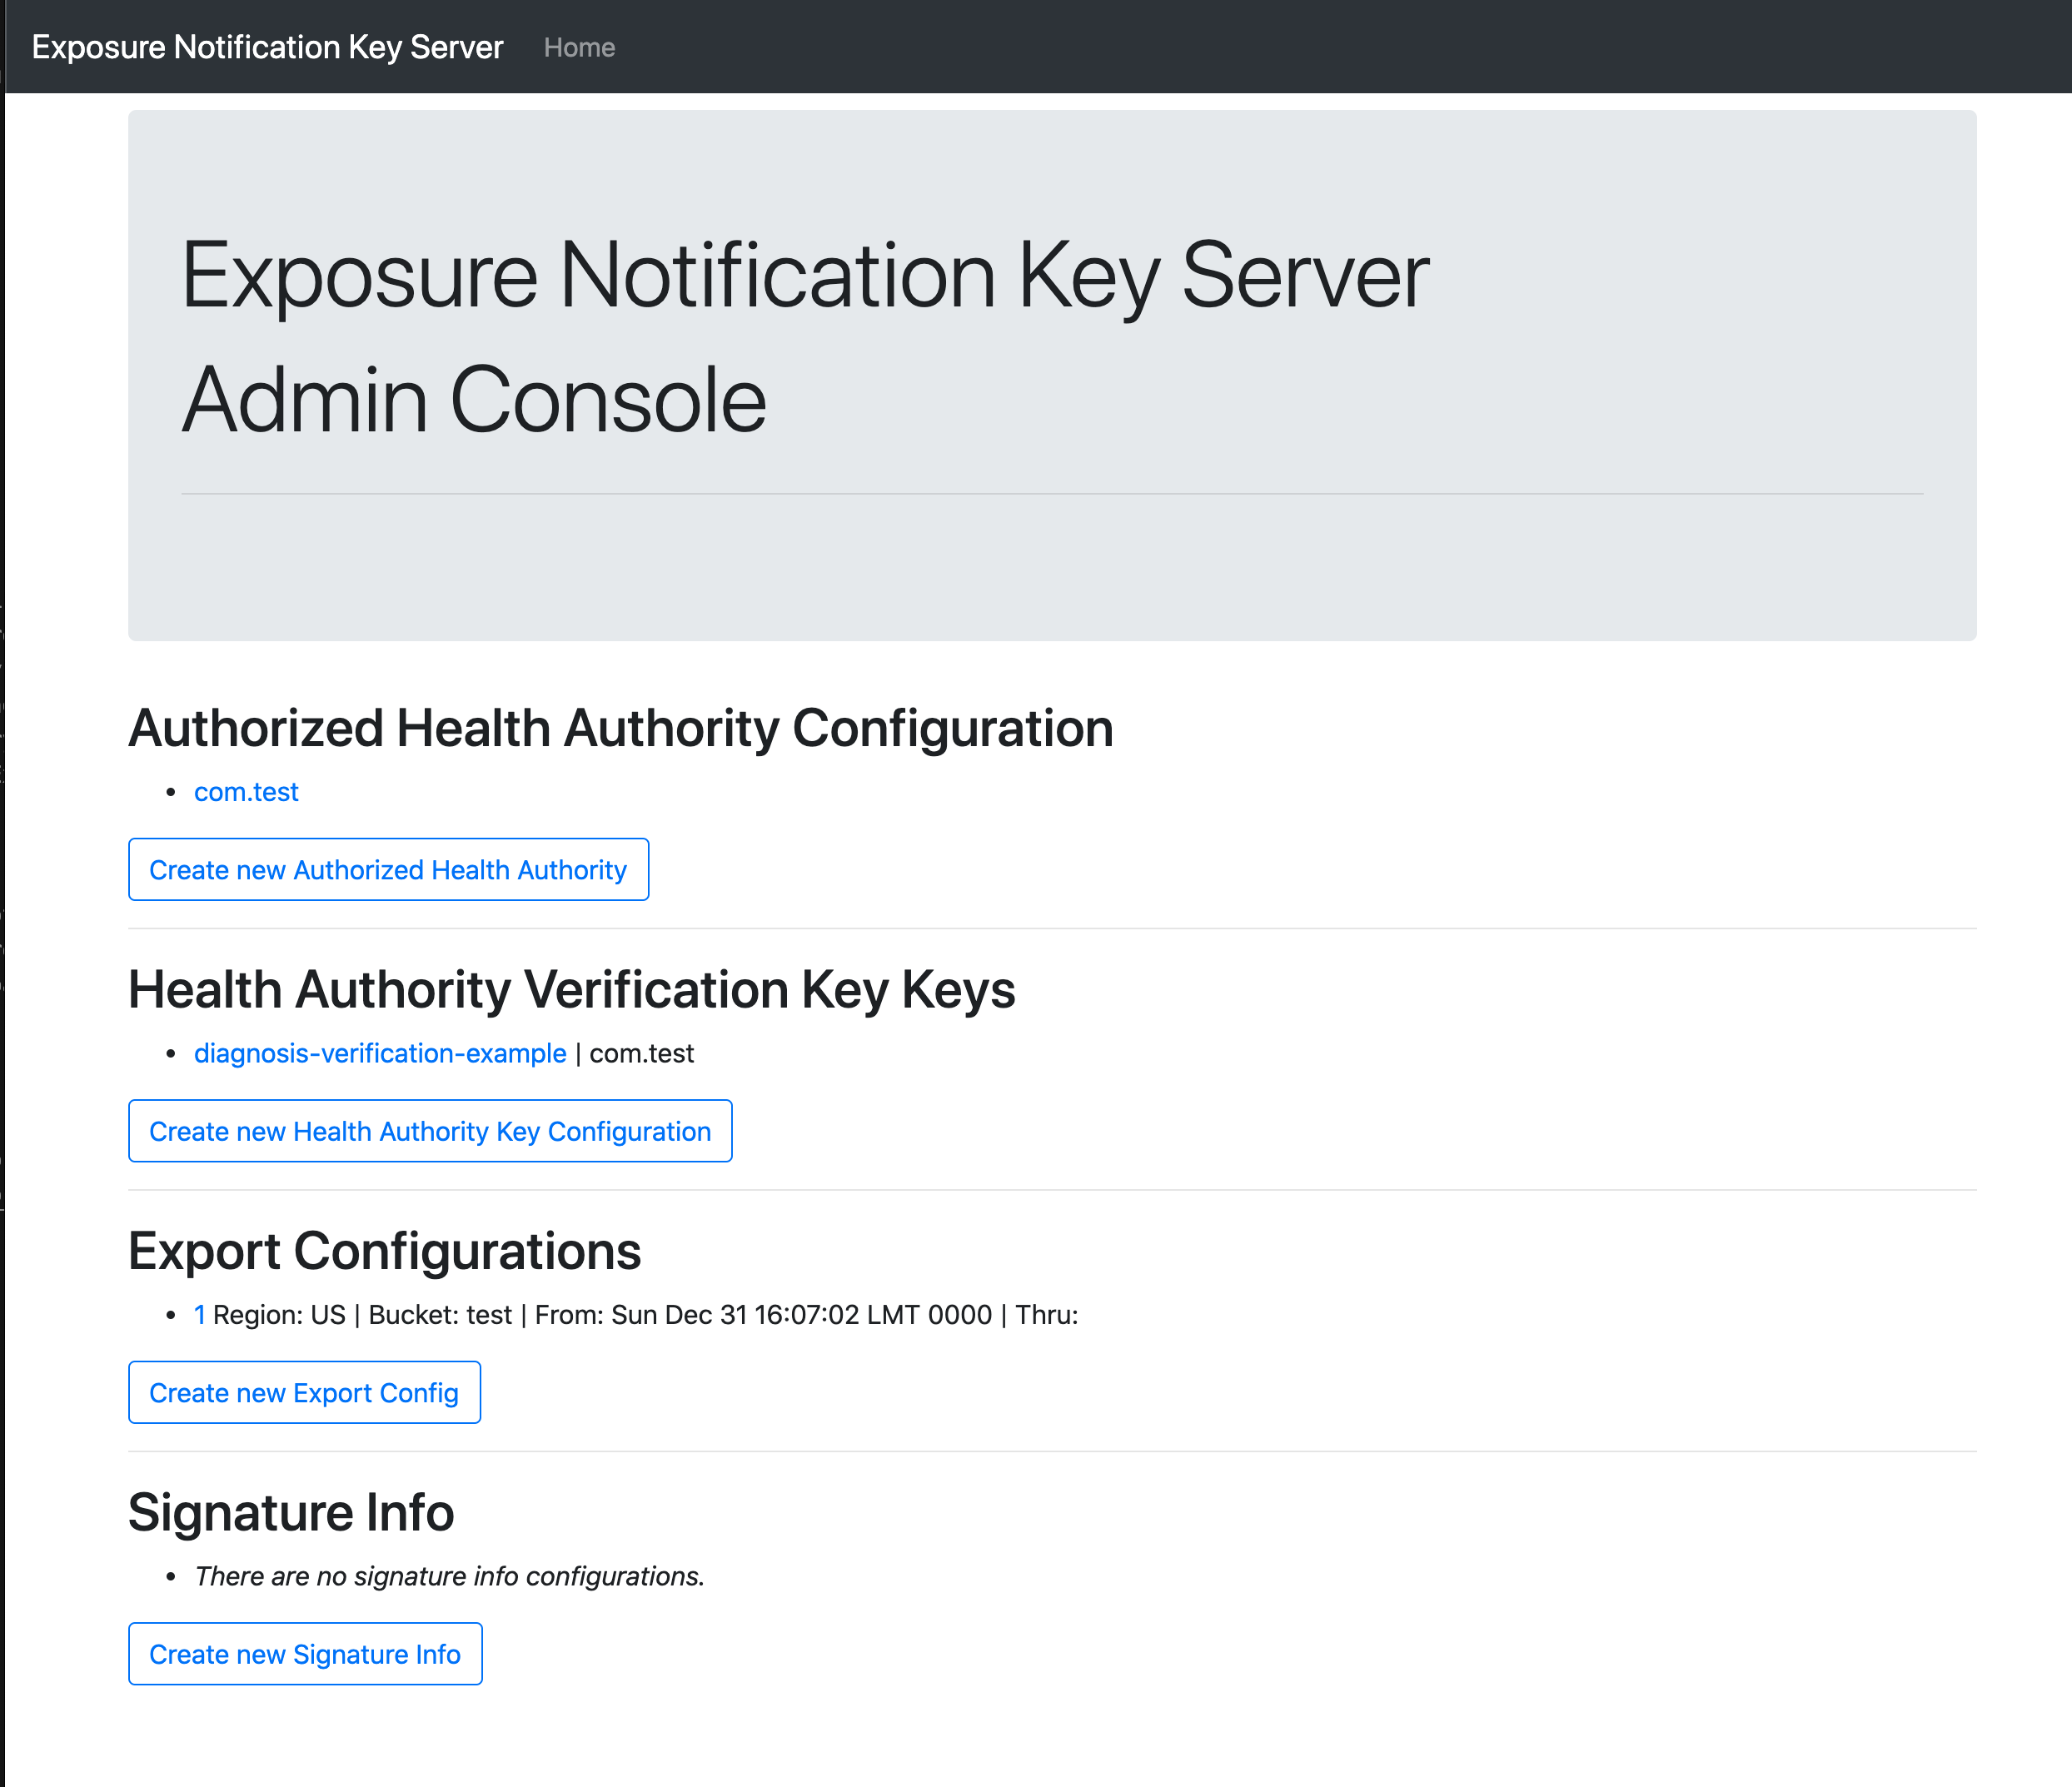 Exposure Notification Key Server Home
Exposure Notification Key Server
Admin Console
Authorized Health Authority Configuration
com.test
Create new Authorized Health Authority
Health Authority Verification Key Keys
diagnosis-verification-example | com.test
Create new Health Authority Key Configuration
Export Configurations
1 Region: US | Bucket: test | From: Sun Dec 31 16:07:02 LMT 0000 | Thru:
Create new Export Config
Signature Info
There are no signature info configurations.
Create new Signature Info